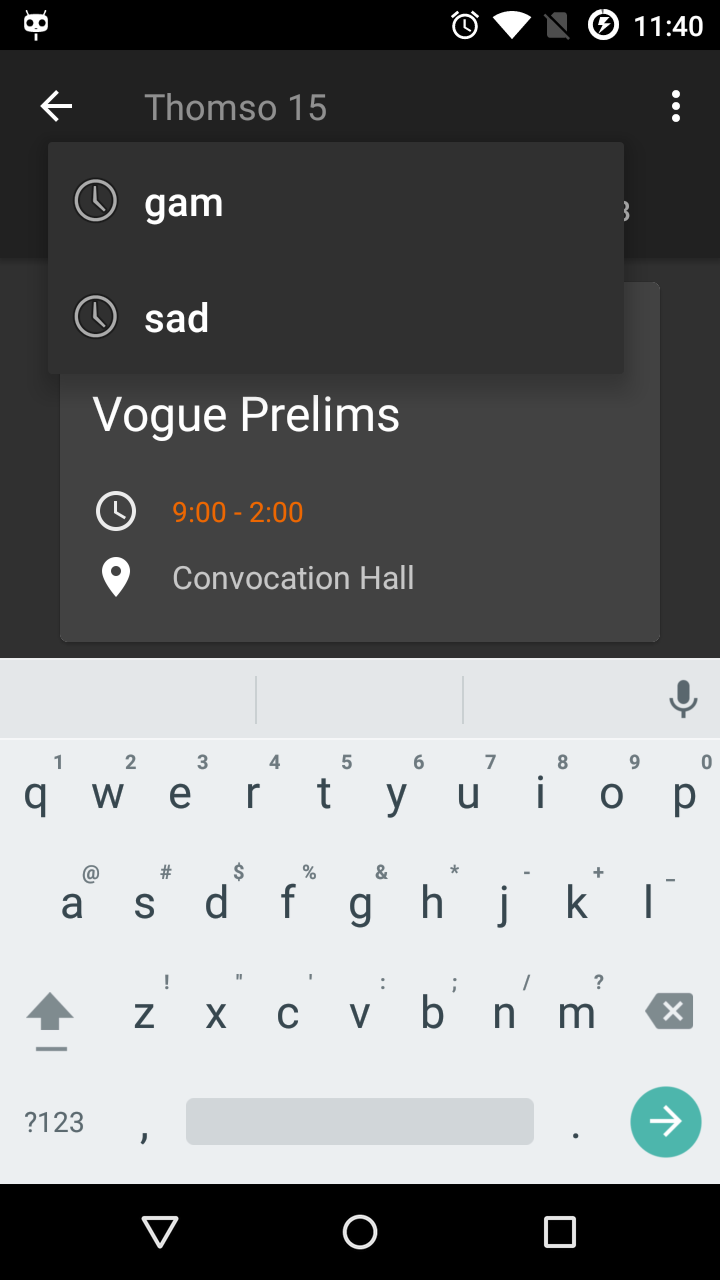 11:40
Thomso 15
gam
sad
Vogue Prelims
9:00 - 2:00
Convocation Hall
1 2 3 4 5 6 7 8 9 0
q w e r t y u i o p
@ # $ % & * - + _
a s d f g h j k l
! " ' : ; / ?
z x c v b n m
?123 , .